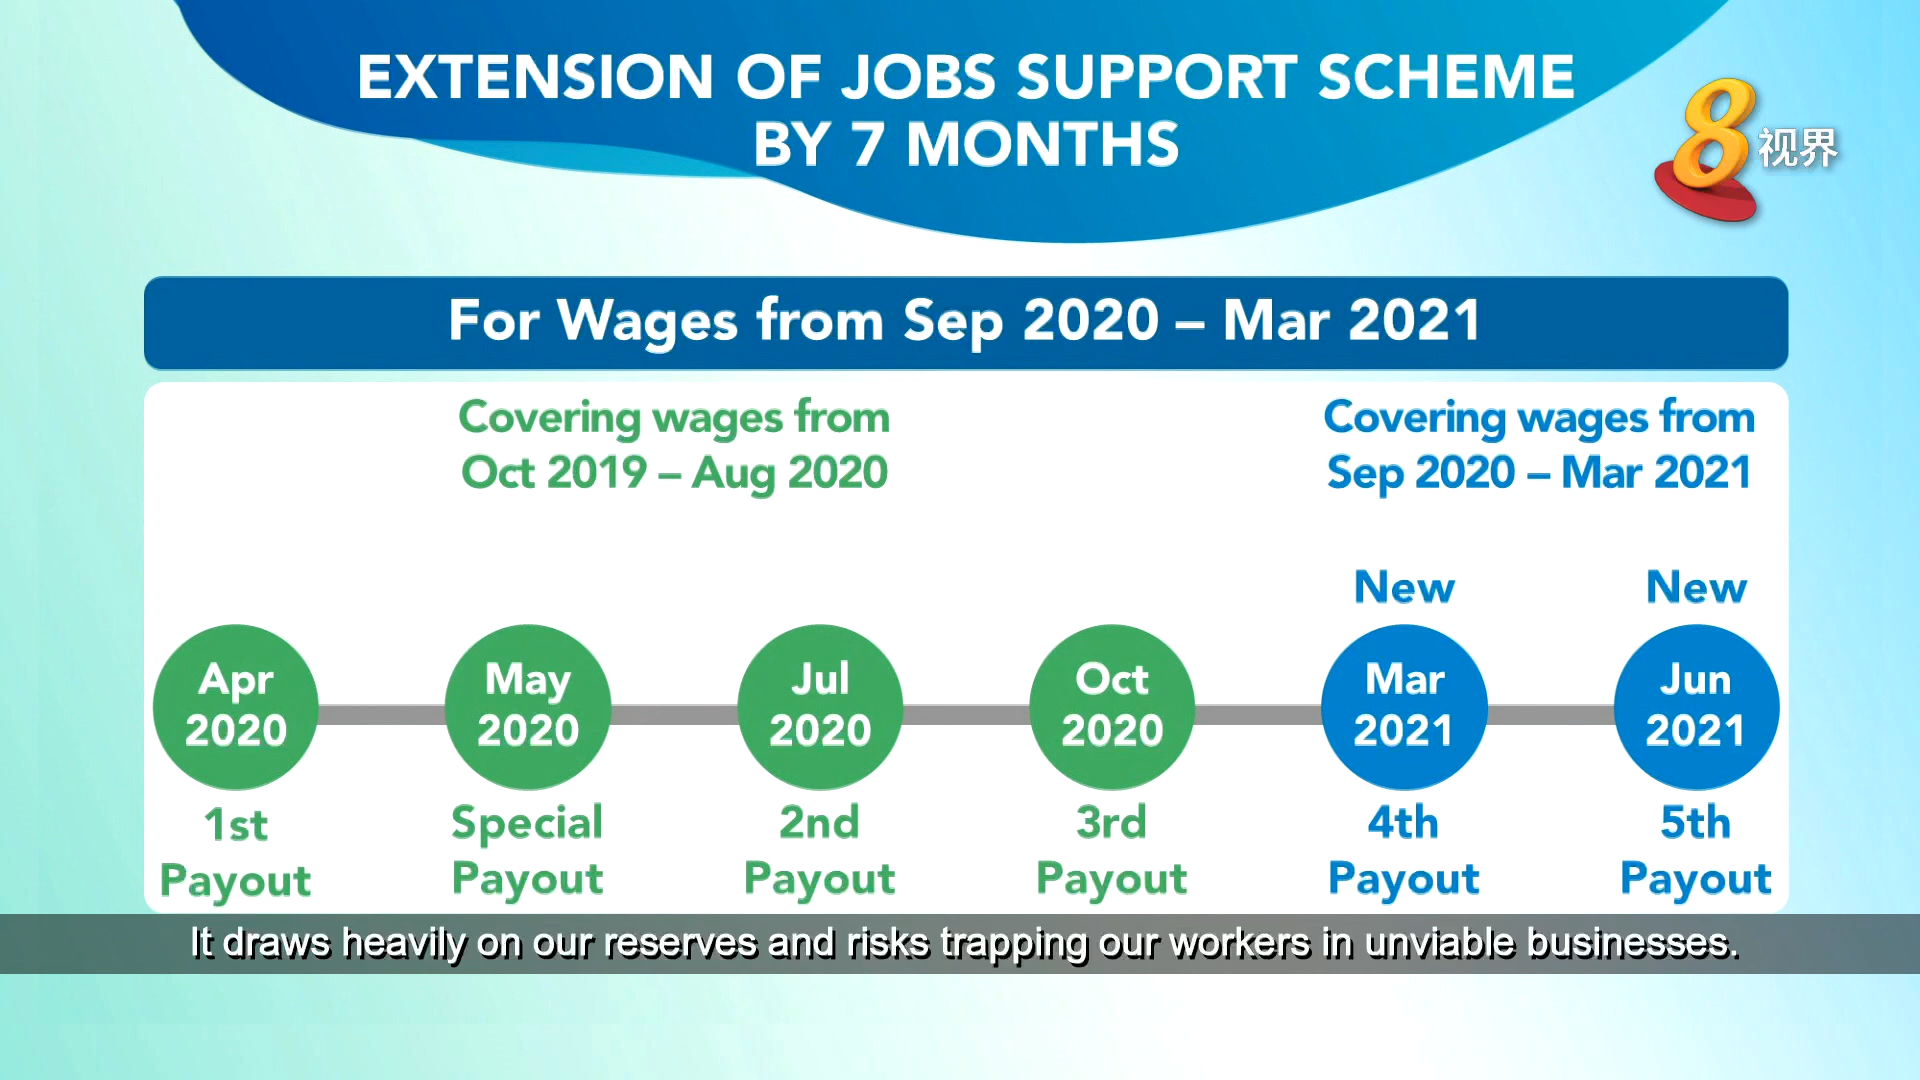 EXTENSION OF JOBS SUPPORT SCHEME
BY 7 MONTHS
8视界
For Wages from Sep 2020 – Mar 2021
Covering wages from
Oct 2019 – Aug 2020
Covering wages from
Sep 2020 – Mar 2021
New
New
Apr
2020
May
2020
Jul
2020
Oct
2020
Mar
2021
Jun
2021
1st
Payout
Special
Payout
2nd
Payout
3rd
Payout
4th
Payout
5th
Payout
It draws heavily on our reserves and risks trapping our workers in unviable businesses.